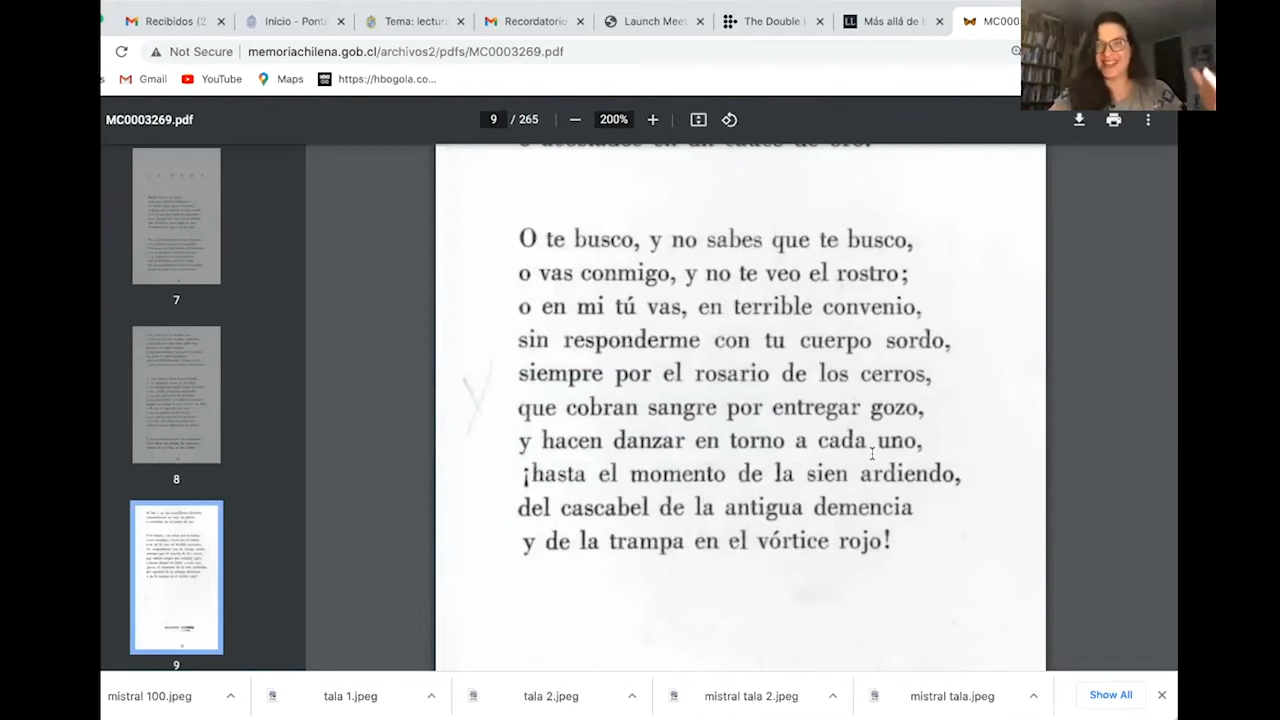 Recibidos (2
Inicio - Pont
Tema: lectur
Recordatorio
Launch Mee
The Double
Más allá de
MC000
Not Secure
memoriachilena.gob.cl/archivos2/pdfs/MC0003269.pdf
s
Gmail
YouTube
Maps
https://hbogola.co...
MC0003269.pdf
9 / 265
200%
7
8
9
O te busco, y no sabes que te busco,
o vas conmigo, y no te veo el rostro;
o en mi tú vas, en terrible convenio,
sin responderme con tu cuerpo sordo,
siempre por el rosario de los cerros,
que cobran sangre por entregar gozo,
y hacen danzar en torno a cada uno,
¡hasta el momento de la sien ardiendo,
del cascabel de la antigua demencia
y de la trampa en el vórtice rojo!
mistral 100.jpeg
tala 1.jpeg
tala 2.jpeg
mistral tala 2.jpeg
mistral tala.jpeg
Show All